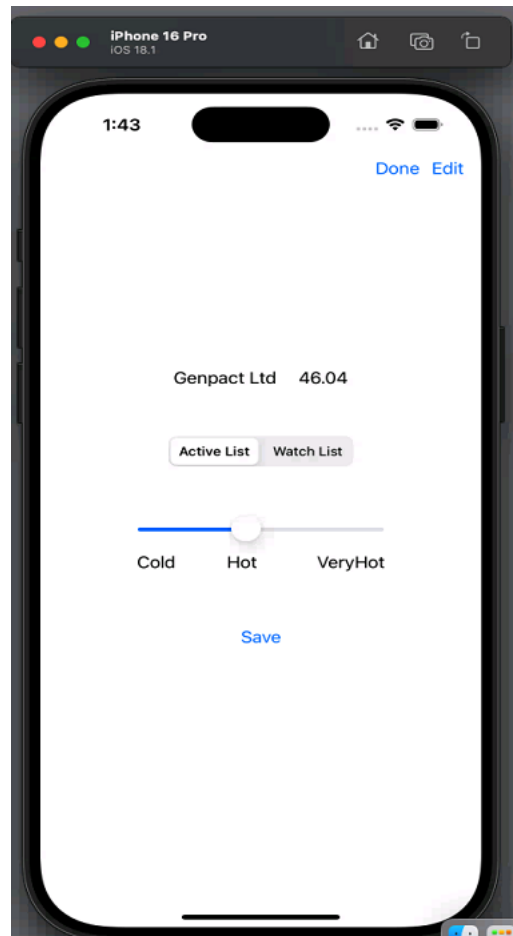 iPhone 16 Pro
iOS 18.1
1:43
Done Edit
Genpact Ltd 46.04
Active List Watch List
Cold Hot VeryHot
Save